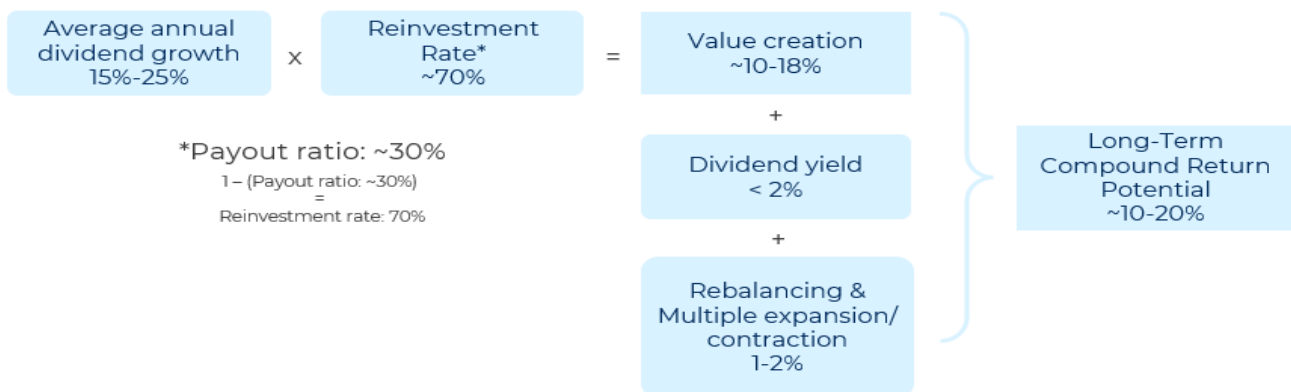 Average annual
dividend growth
15%-25%
x
Reinvestment
Rate*
~70%
=
Value creation
~10-18%
*Payout ratio: ~30%
1 – (Payout ratio: ~30%)
=
Reinvestment rate: 70%
+
Dividend yield
< 2%
+
Rebalancing &
Multiple expansion/
contraction
1-2%
Long-Term
Compound Return
Potential
~10-20%